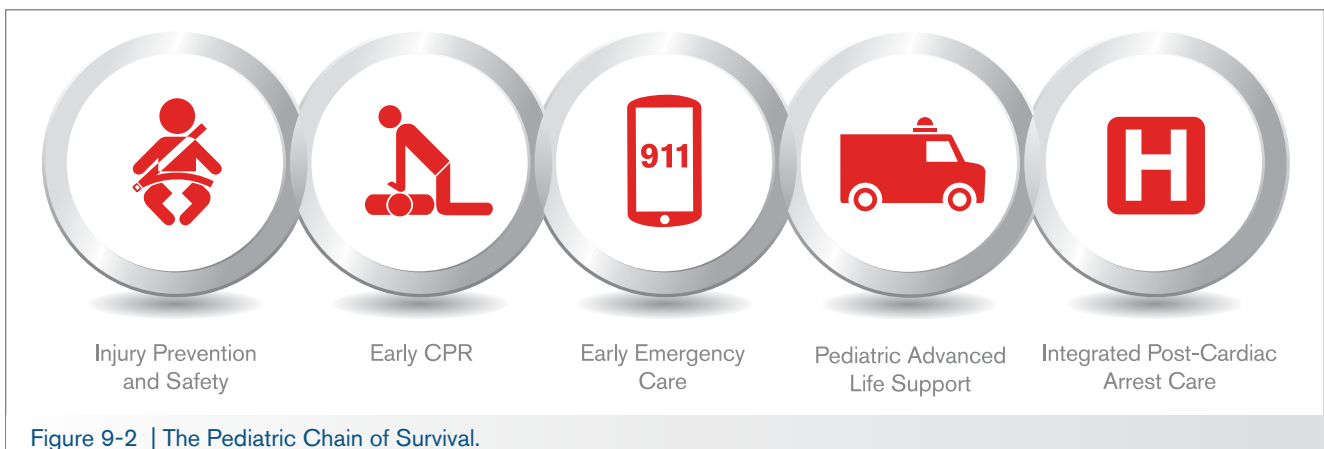 911
H
Injury Prevention
and Safety
Early CPR
Early Emergency
Care
Pediatric Advanced
Life Support
Integrated Post-Cardiac
Arrest Care
Figure 9-2 | The Pediatric Chain of Survival.